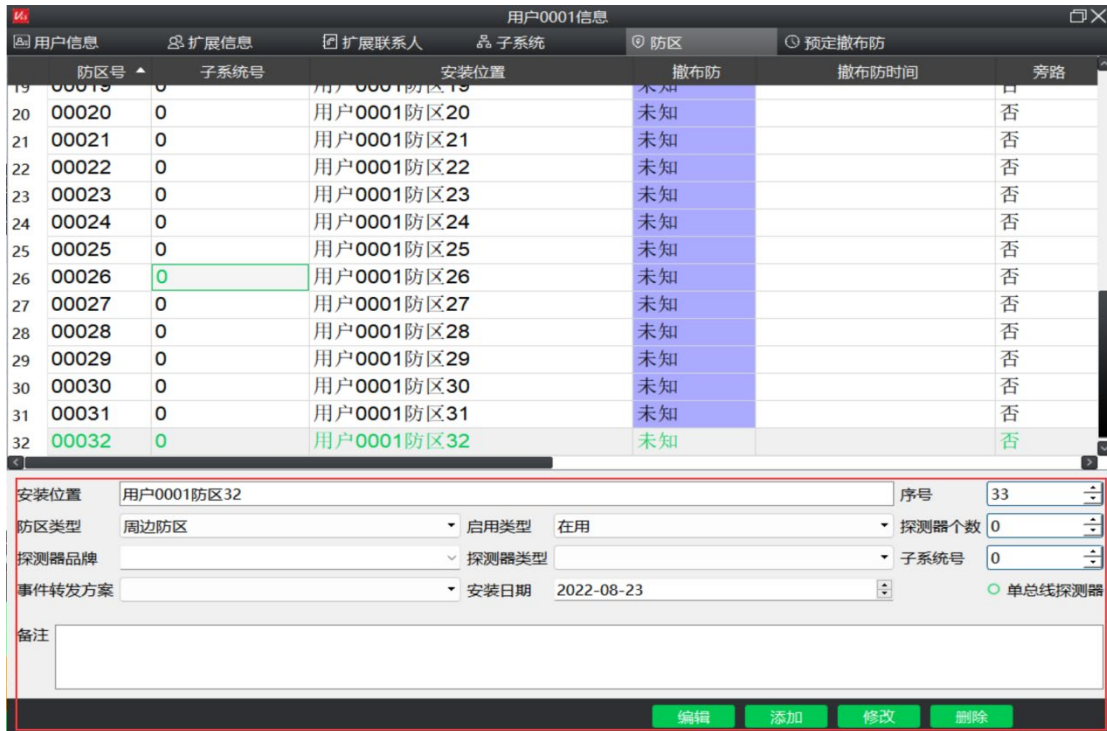 用户0001信息
用户信息 扩展信息 扩展联系人 子系统 防区 预定撤布防
防区号 子系统号 安装位置 撤布防 撤布防时间 旁路
19 00019 0 用户0001防区19 未知 否
20 00020 0 用户0001防区20 未知 否
21 00021 0 用户0001防区21 未知 否
22 00022 0 用户0001防区22 未知 否
23 00023 0 用户0001防区23 未知 否
24 00024 0 用户0001防区24 未知 否
25 00025 0 用户0001防区25 未知 否
26 00026 0 用户0001防区26 未知 否
27 00027 0 用户0001防区27 未知 否
28 00028 0 用户0001防区28 未知 否
29 00029 0 用户0001防区29 未知 否
30 00030 0 用户0001防区30 未知 否
31 00031 0 用户0001防区31 未知 否
32 00032 0 用户0001防区32 未知 否
安装位置 用户0001防区32 序号 33
防区类型 周边防区 启用类型 在用 探测器个数 0
探测器品牌 探测器类型 子系统号 0
事件转发方案 安装日期 2022-08-23 单总线探测器
备注
编辑 添加 修改 删除